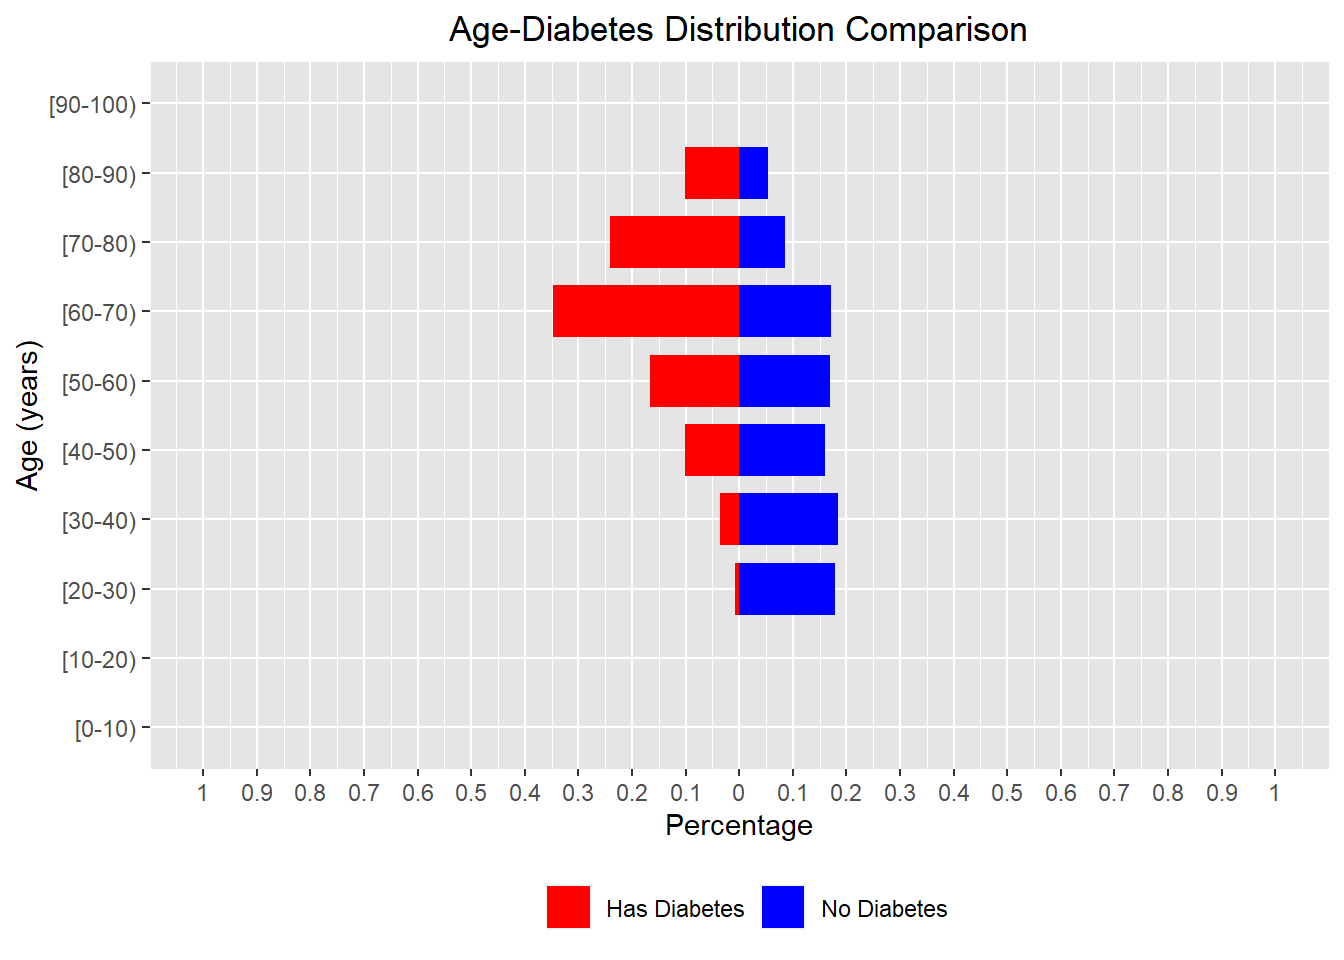 Age-Diabetes Distribution Comparison
Age (years)
[90-100)
[80-90)
[70-80)
[60-70)
[50-60)
[40-50)
[30-40)
[20-30)
[10-20)
[0-10)
1 0.9 0.8 0.7 0.6 0.5 0.4 0.3 0.2 0.1 0 0.1 0.2 0.3 0.4 0.5 0.6 0.7 0.8 0.9 1
Percentage
Has Diabetes No Diabetes